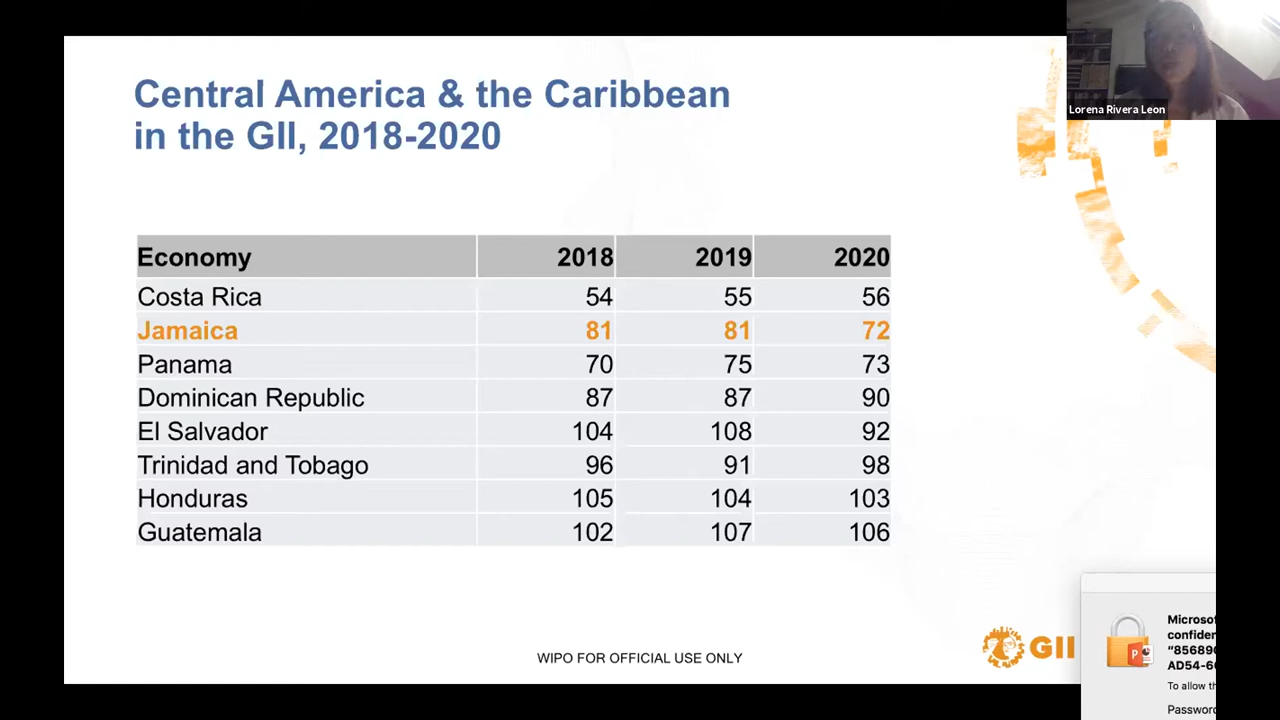 Central America & the Caribbean
in the GII, 2018-2020
Lorena Rivera Leon
Economy 2018 2019 2020
Costa Rica 54 55 56
Jamaica 81 81 72
Panama 70 75 73
Dominican Republic 87 87 90
El Salvador 104 108 92
Trinidad and Tobago 96 91 98
Honduras 105 104 103
Guatemala 102 107 106
WIPO FOR OFFICIAL USE ONLY
GII
Microsof
confiden
"856890
AD54-60
To allow th
Password